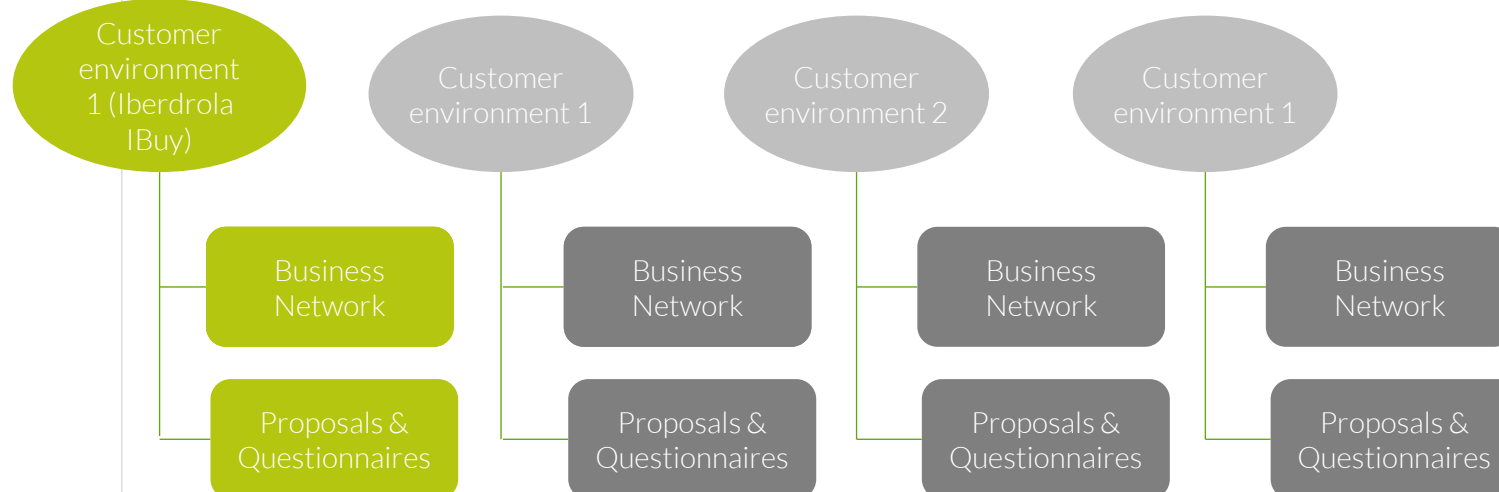 Customer
environment
1 (Iberdrola
IBuy)
Customer
environment 1
Customer
environment 2
Customer
environment 1
Business
Network
Business
Network
Business
Network
Business
Network
Proposals &
Questionnaires
Proposals &
Questionnaires
Proposals &
Questionnaires
Proposals &
Questionnaires